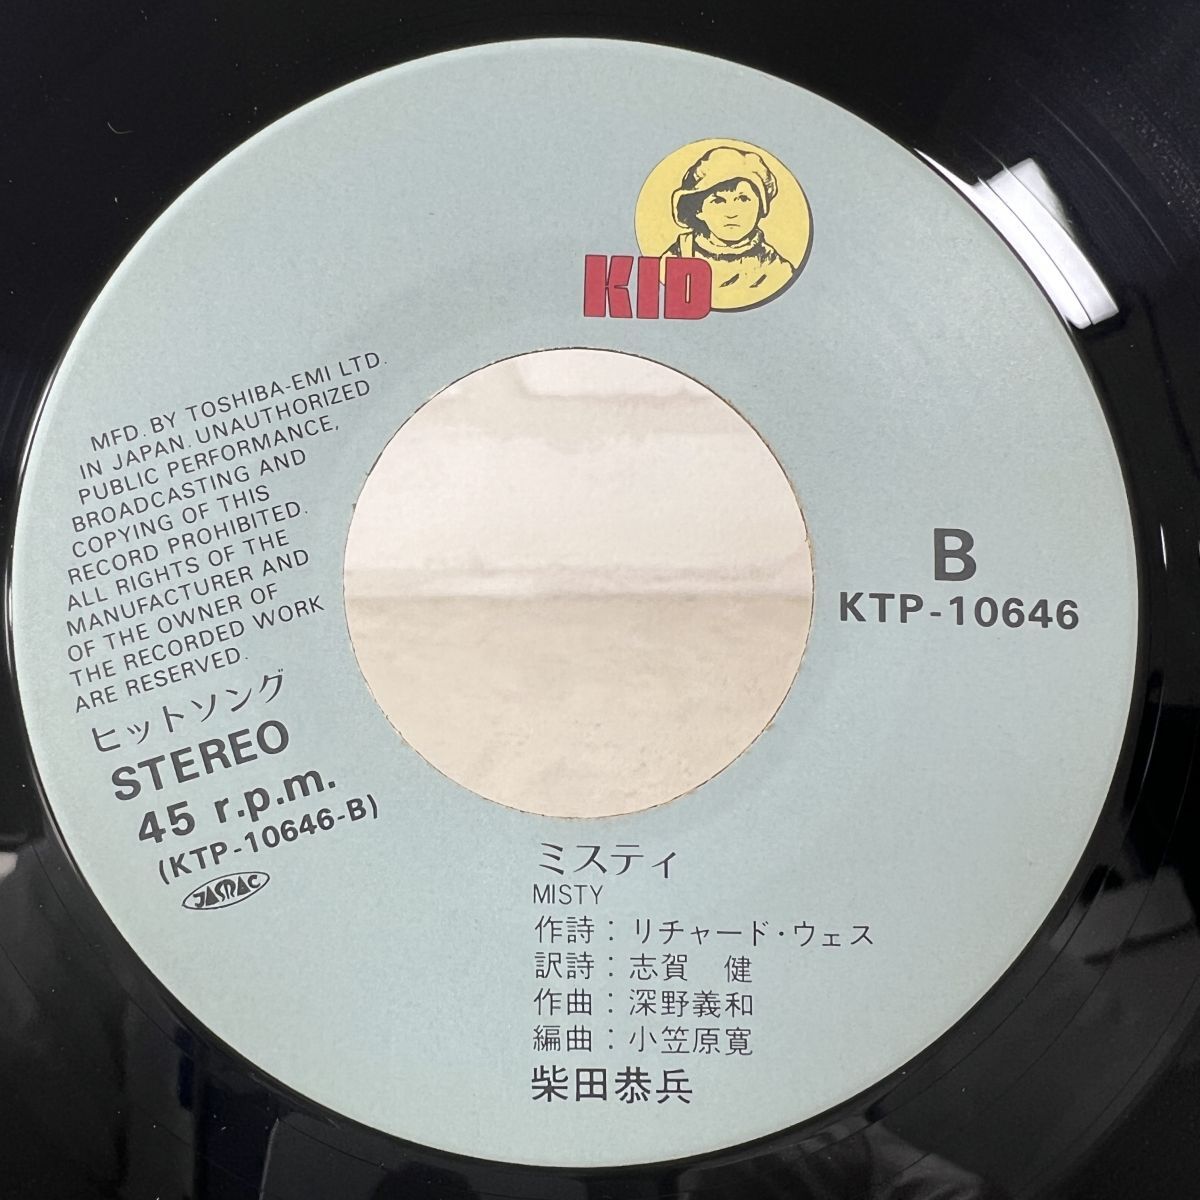 KID
MFD. BY TOSHIBA-EMI LTD.
IN JAPAN. UNAUTHORIZED
PUBLIC PERFORMANCE,
BROADCASTING AND
COPYING OF THIS
RECORD PROHIBITED.
ALL RIGHTS OF THE
MANUFACTURER AND
OF THE OWNER OF
THE RECORDED WORK
ARE RESERVED.
ヒットソング
STEREO
45 r.p.m.
(KTP-10646-B)
JASRAC
B
KTP-10646
ミスティ
MISTY
作詩：リチャード・ウェス
訳詩：志賀　健
作曲：深野義和
編曲：小笠原寛
柴田恭兵